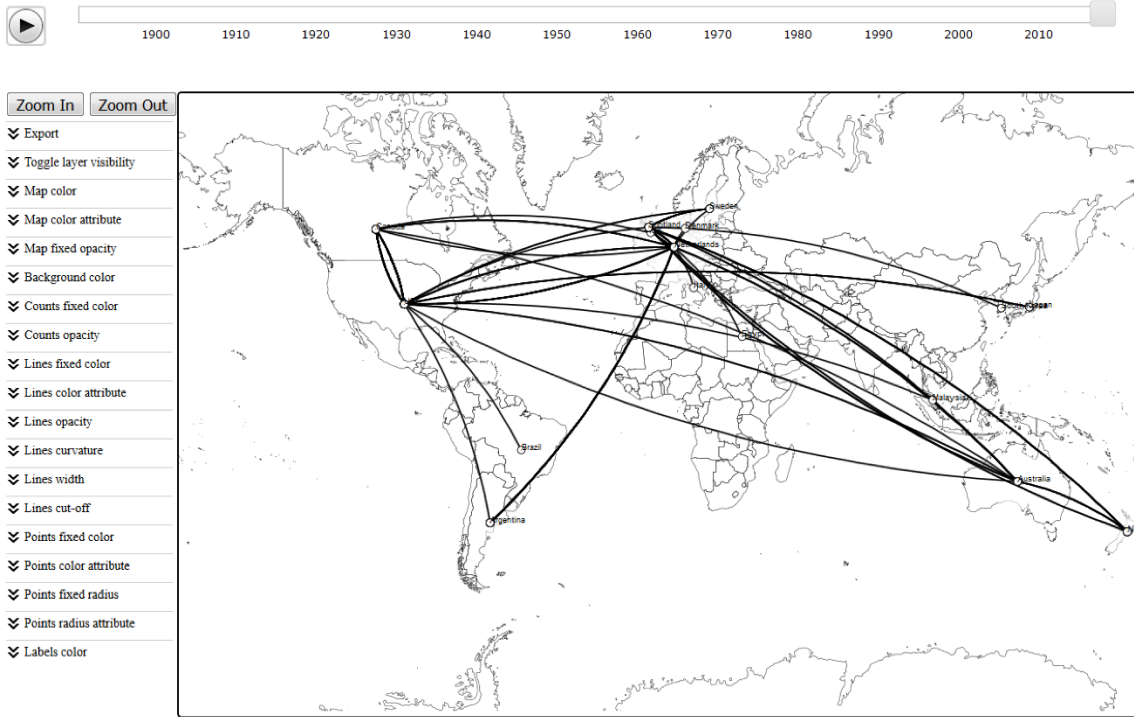 1900 1910 1920 1930 1940 1950 1960 1970 1980 1990 2000 2010
Zoom In Zoom Out
Export
Toggle layer visibility
Map color
Map color attribute
Map fixed opacity
Background color
Counts fixed color
Counts opacity
Lines fixed color
Lines color attribute
Lines opacity
Lines curvature
Lines width
Lines cut-off
Points fixed color
Points color attribute
Points fixed radius
Points radius attribute
Labels color
Sweden
Denmark
Netherlands
Malaysian
Brazil
Australia
Argentina